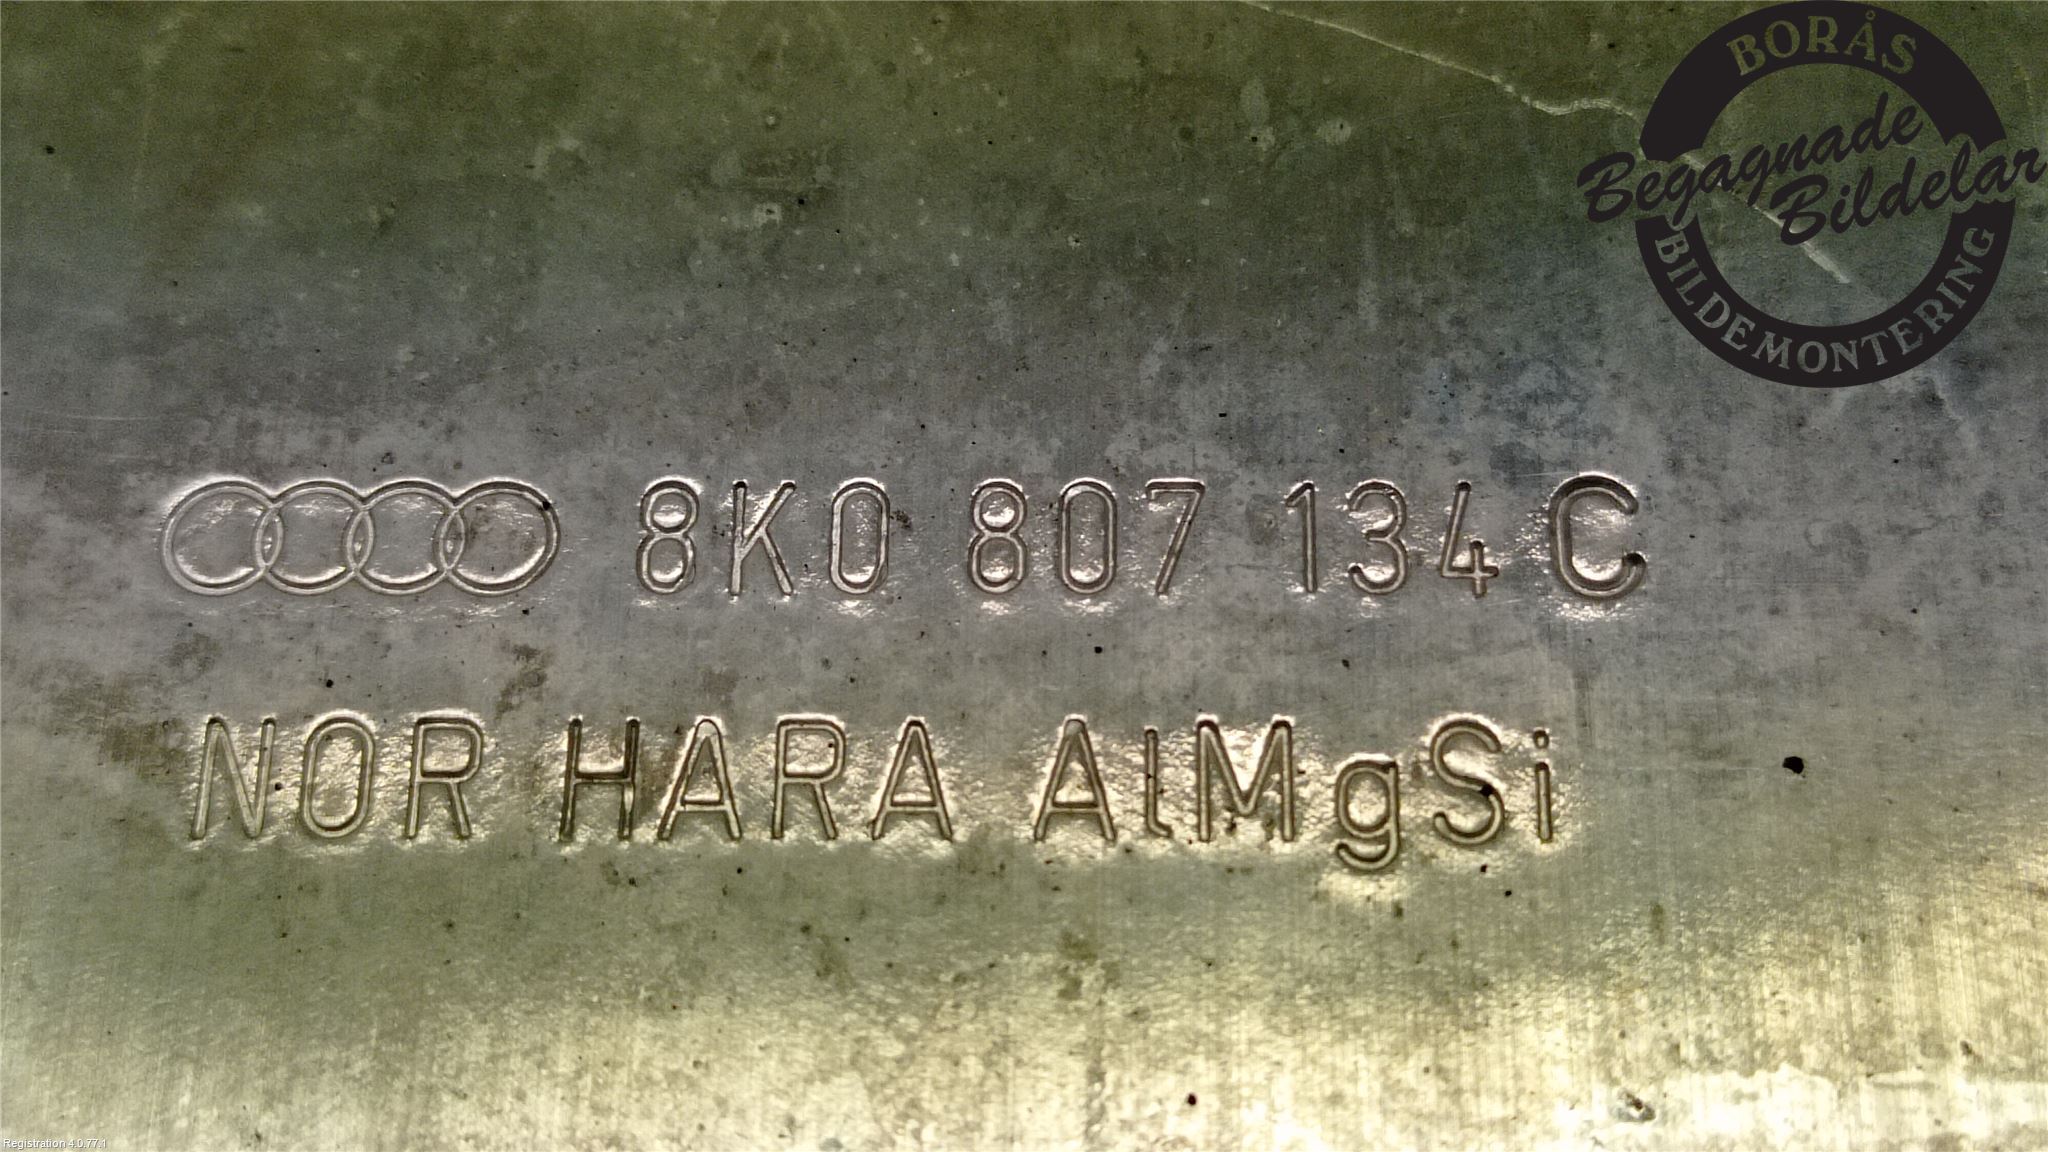 BORÅS
Begagnade
Bildelar
BILDEMONTERING
8K0 807 134 C
NOR HARA AlMgSi
Registration 4.0.77.1